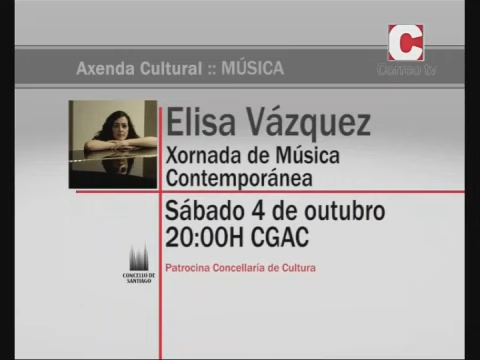 C
Correo tv
Axenda Cultural :: MÚSICA
Elisa Vázquez
Xornada de Música
Contemporánea
Sábado 4 de outubro
20:00H CGAC
CONCELLO DE
SANTIAGO
Patrocina Concellaría de Cultura